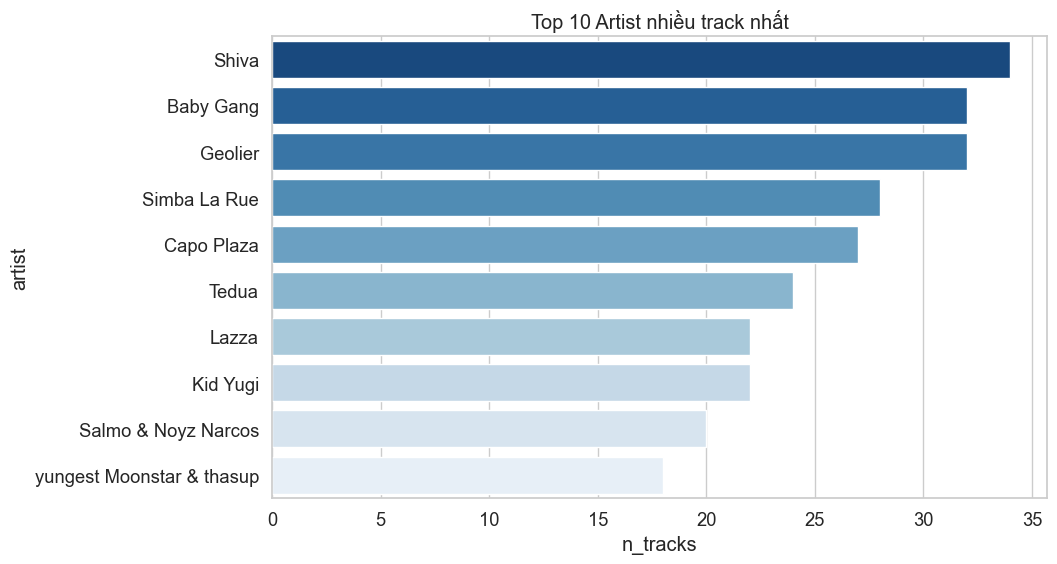 Top 10 Artist nhiều track nhất
artist
Shiva
Baby Gang
Geolier
Simba La Rue
Capo Plaza
Tedua
Lazza
Kid Yugi
Salmo & Noyz Narcos
yungest Moonstar & thasup
0 5 10 15 20 25 30 35
n_tracks